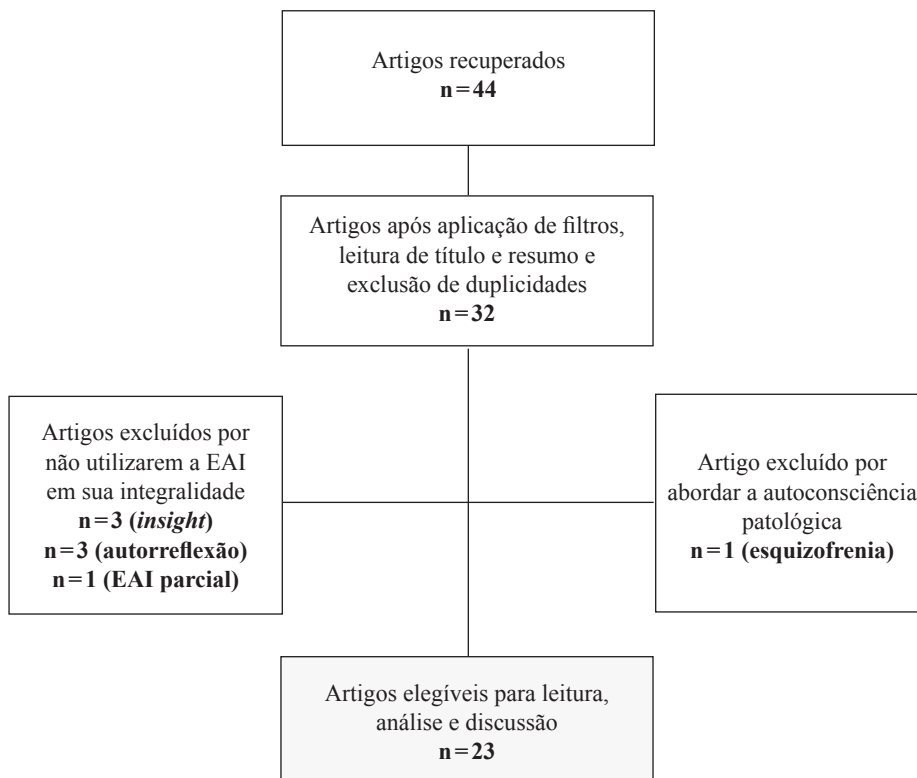 Artigos recuperados
n=44
Artigos após aplicação de filtros,
leitura de título e resumo e
exclusão de duplicidades
n=32
Artigos excluídos por
não utilizarem a EAI
em sua integralidade
n=3 (insight)
n=3 (autorreflexão)
n=1 (EAI parcial)
Artigo excluído por
abordar a autoconsciência
patológica
n=1 (esquizofrenia)
Artigos elegíveis para leitura,
análise e discussão
n=23